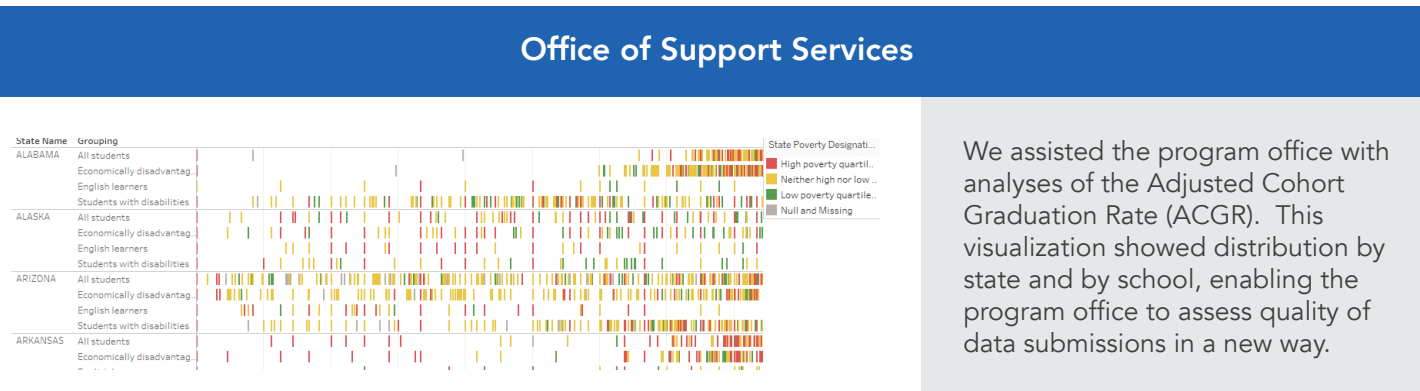 Office of Support Services
State Name Grouping
State Poverty Designati...
ALABAMA All students
High poverty quartil..
Economically disadvantag..
Neither high nor low ..
English learners
Low poverty quartile..
Students with disabilities
Null and Missing
ALASKA All students
Economically disadvantag..
English learners
Students with disabilities
ARIZONA All students
Economically disadvantag..
English learners
Students with disabilities
ARKANSAS All students
Economically disadvantag..
We assisted the program office with
analyses of the Adjusted Cohort
Graduation Rate (ACGR). This
visualization showed distribution by
state and by school, enabling the
program office to assess quality of
data submissions in a new way.